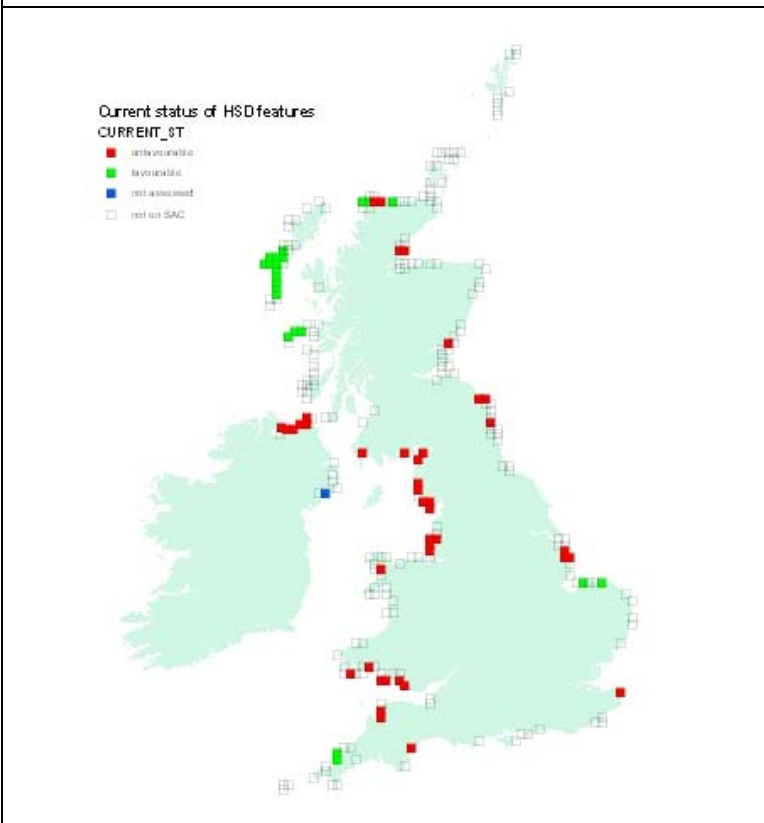 Current status of HSD features
CURRENT_ST
unfavourable
favourable
not assessed
not on SAC